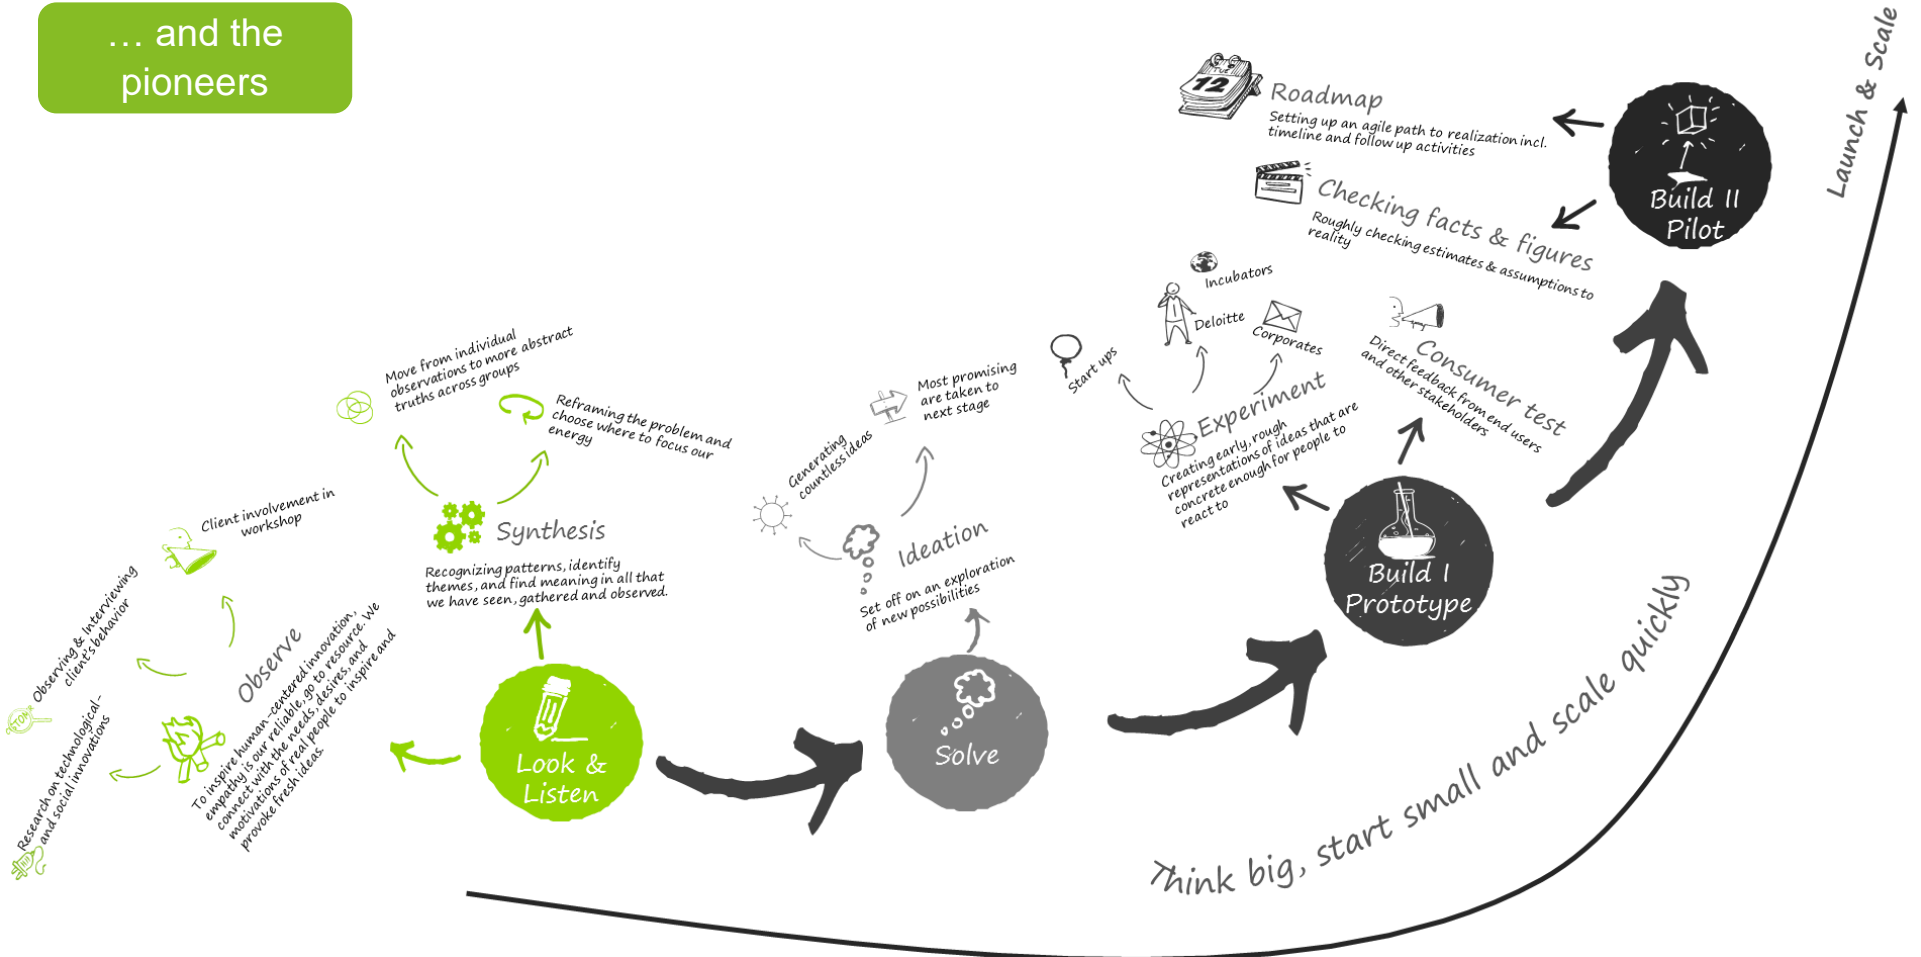 … and the
pioneers
Launch & Scale
TUE
12
Roadmap
Setting up an agile path to realization incl.
timeline and follow up activities
Checking facts & figures
Roughly checking estimates & assumptions to
reality
Build II
Pilot
Incubators
Deloitte
Corporates
Start ups
Consumer test
Direct feedback from end users
and other stakeholders
Experiment
Creating early, rough
representations of ideas that are
concrete enough for people to
react to
Build I
Prototype
Move from individual
observations to more abstract
truths across groups
Reframing the problem and
choose where to focus our
energy
Most promising
are taken to
next stage
Generating
countless ideas
Client involvement in
workshop
Synthesis
Recognizing patterns, identify
themes, and find meaning in all that
we have seen, gathered and observed.
Ideation
Set off on an exploration
of new possibilities
Observing & Interviewing
client's behavior
Observe
To inspire human-centered innovation,
empathy is our reliable, go to resource. We
connect with the needs, desires, and
motivations of real people to inspire and
provoke fresh ideas.
Research on technological-
and social innovations
Look &
Listen
Solve
Think big, start small and scale quickly